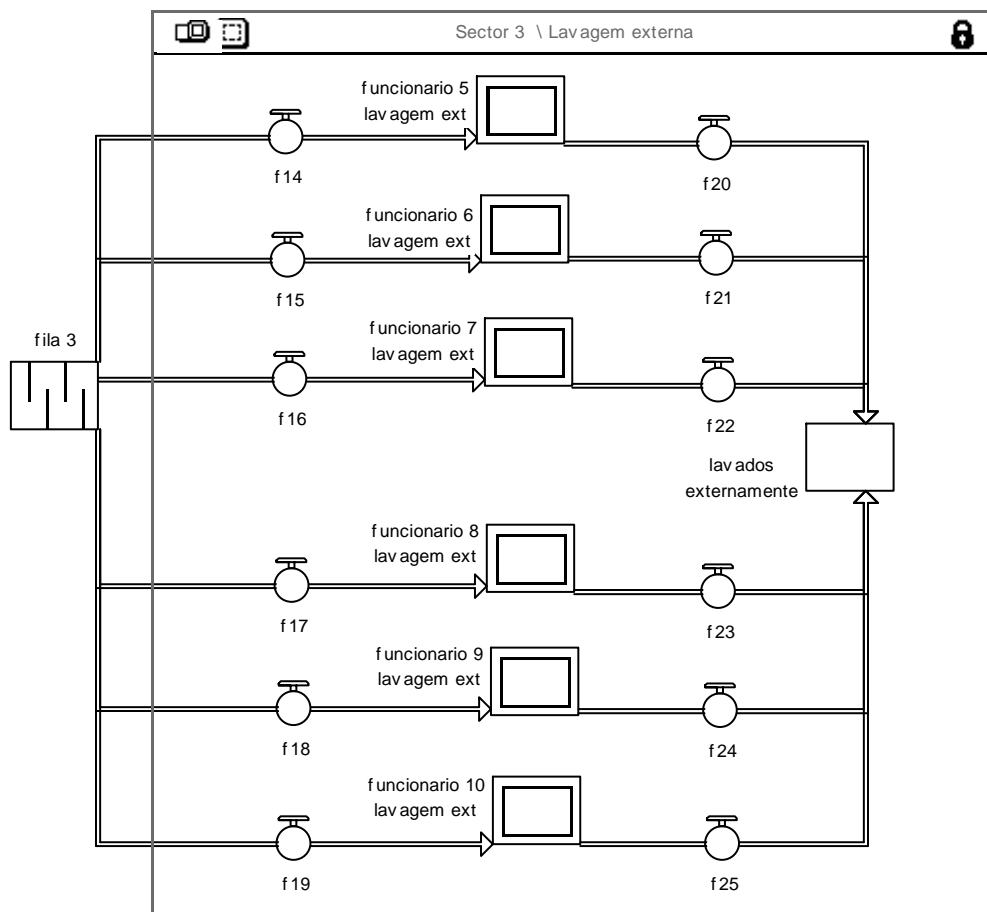 Sector 3 \ Lavagem externa
funcionario 5
lavagem ext
f14
f20
funcionario 6
lavagem ext
f15
f21
fila 3
funcionario 7
lavagem ext
f16
f22
lavados
externamente
funcionario 8
lavagem ext
f17
f23
funcionario 9
lavagem ext
f18
f24
funcionario 10
lavagem ext
f19
f25